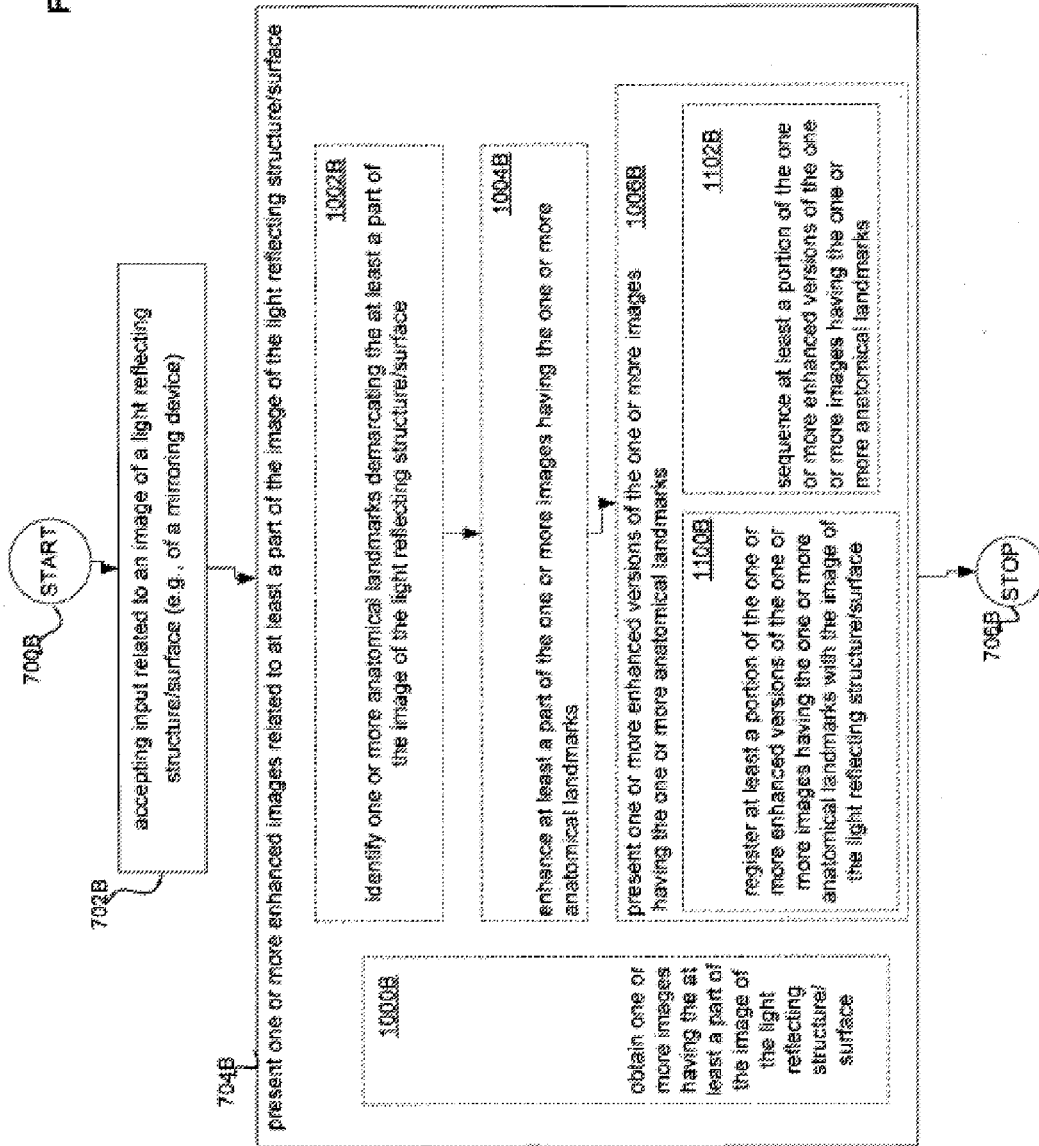 F
START
700B
accepting input related to an image of a light reflecting
structure/surface (e.g., of a mirroring device)
702B
present one or more enhanced images related to at least a part of the image of the light reflecting structure/surface
704B
1000B
obtain one or
more images
having the at
least a part of
the image of
the light
reflecting
structure/
surface
1002B
identify one or more anatomical landmarks demarcating the at least a part of
the image of the light reflecting structure/surface
1004B
enhance at least a part of the one or more images having the one or more
anatomical landmarks
1006B
present one or more enhanced versions of the one or more images
having the one or more anatomical landmarks
1100B
register at least a portion of the one or
more enhanced versions of the one or
more images having the one or more
anatomical landmarks with the image of
the light reflecting structure/surface
1102B
sequence at least a portion of the one
or more enhanced versions of the one
or more images having the one or
more anatomical landmarks
706B
STOP